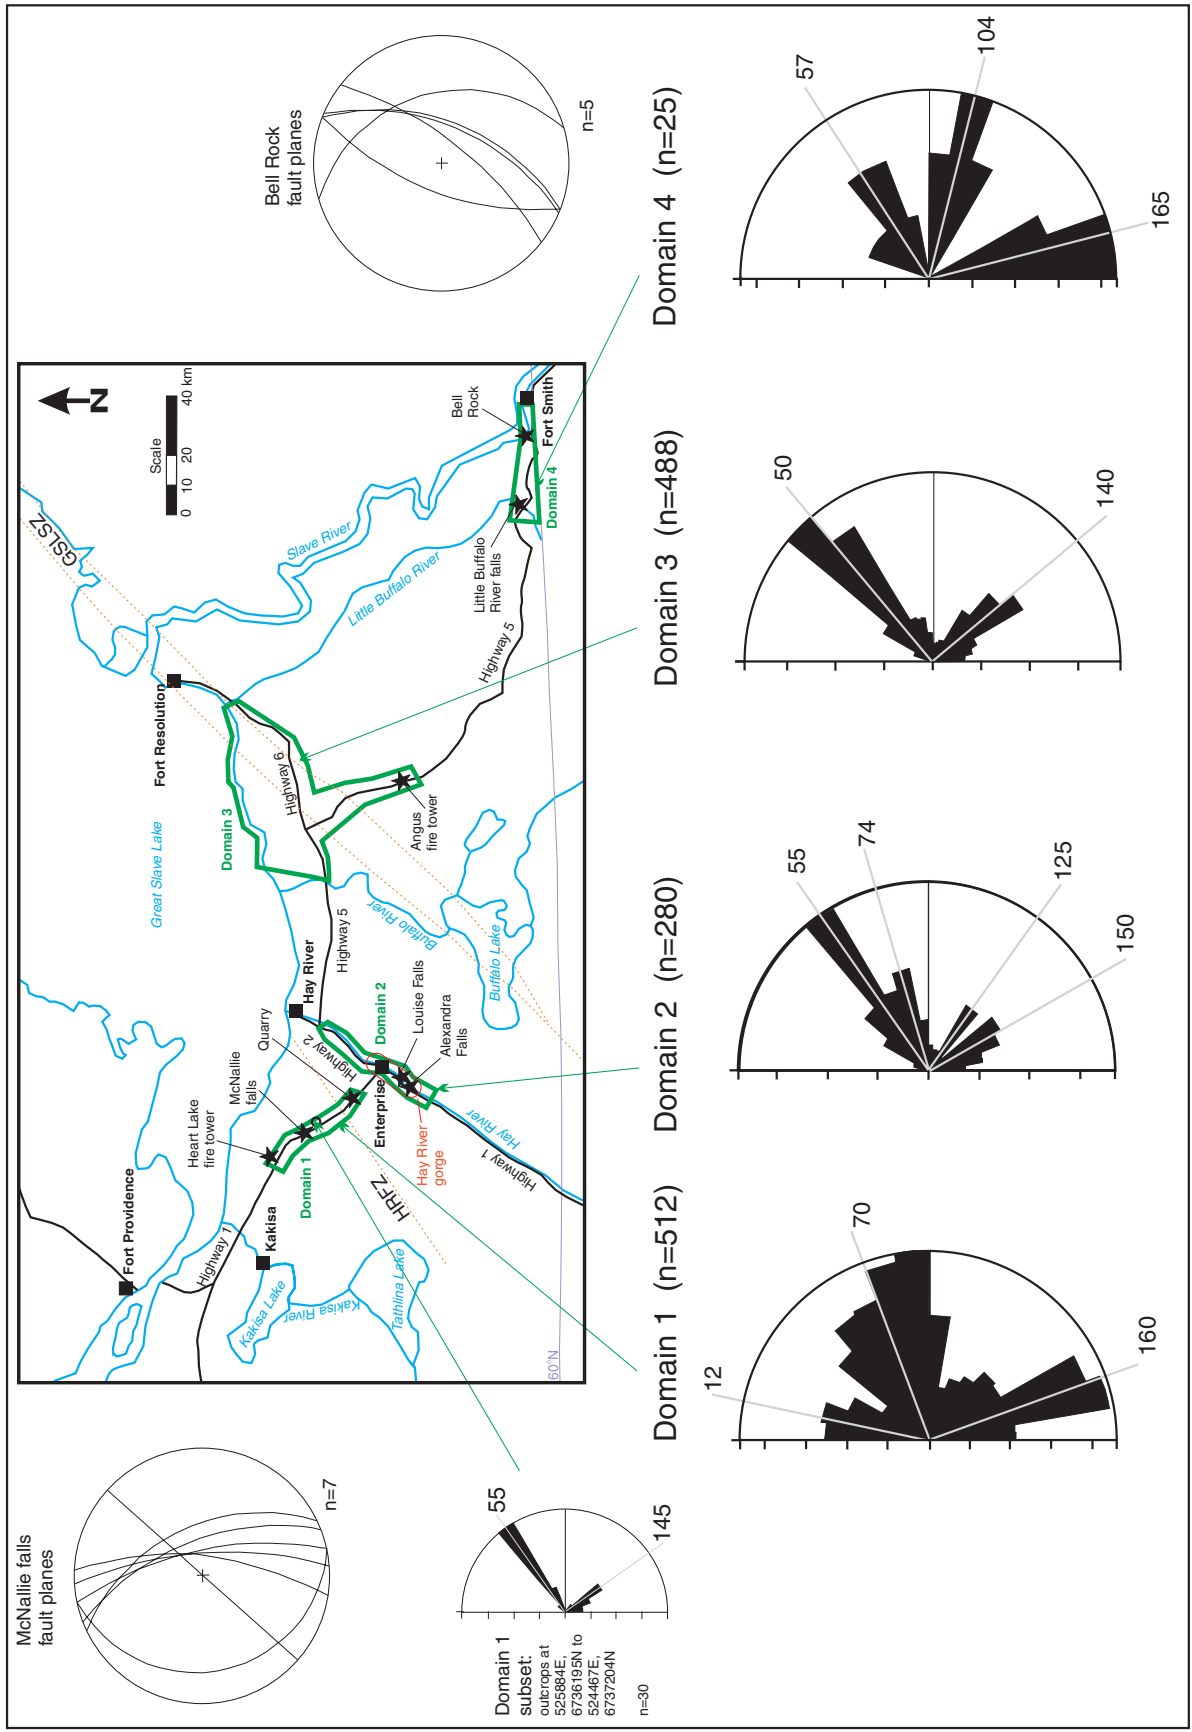 McNallie falls
fault planes
n=7
Bell Rock
fault planes
n=5
N
Scale
0 10 20 40 km
GSLSZ
Fort Providence
Great Slave Lake
Fort Resolution
Slave River
Little Buffalo River
Highway 1
Kakisa
Kakisa Lake
Kakisa River
Tathlina Lake
Heart Lake
fire tower
McNallie
falls
Quarry
Hay River
Domain 1
Highway 2
Enterprise
Domain 2
Louise Falls
Alexandra
Falls
Hay River
gorge
HRFZ
Hay River
Highway 1
Highway 5
Buffalo River
Buffalo Lake
Domain 3
Highway 6
Angus
fire tower
Highway 5
Little Buffalo
River falls
Bell
Rock
Fort Smith
Domain 4
60°N
Domain 1
subset:
outcrops at
525884E,
6736195N to
524467E,
6737204N
n=30
55
145
Domain 1 (n=512)
12
70
160
Domain 2 (n=280)
55
74
125
150
Domain 3 (n=488)
50
140
Domain 4 (n=25)
57
104
165